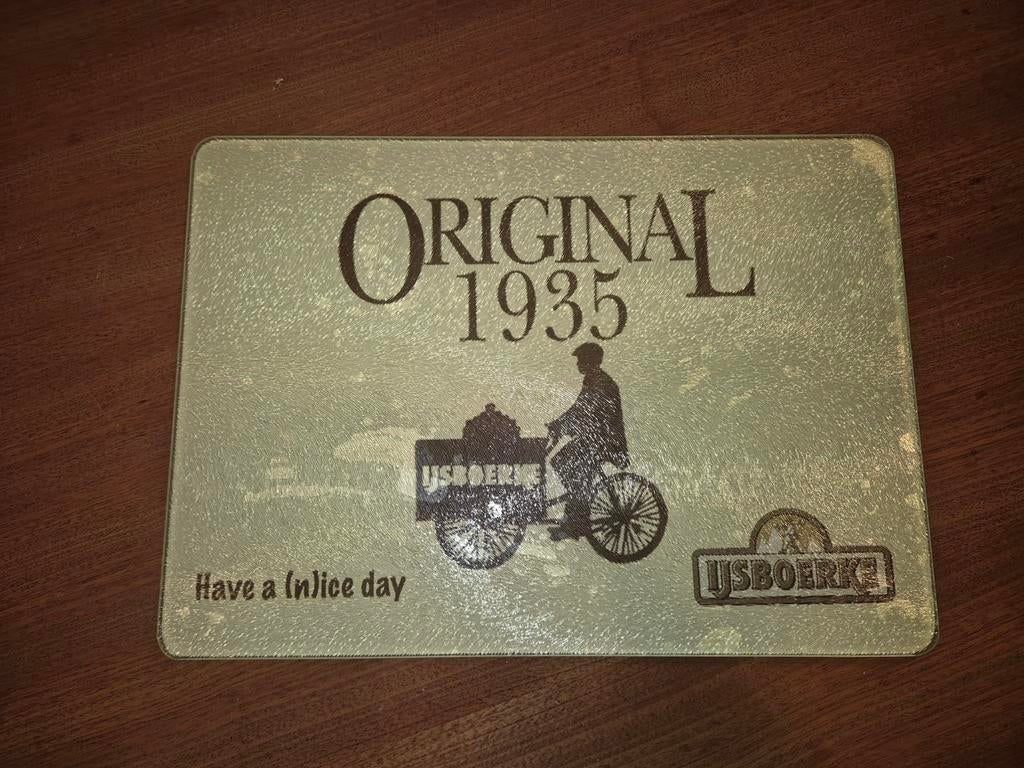 ORIGINAL
1935
IJSBOERKE
Have a (n)ice day
IJSBOERKE